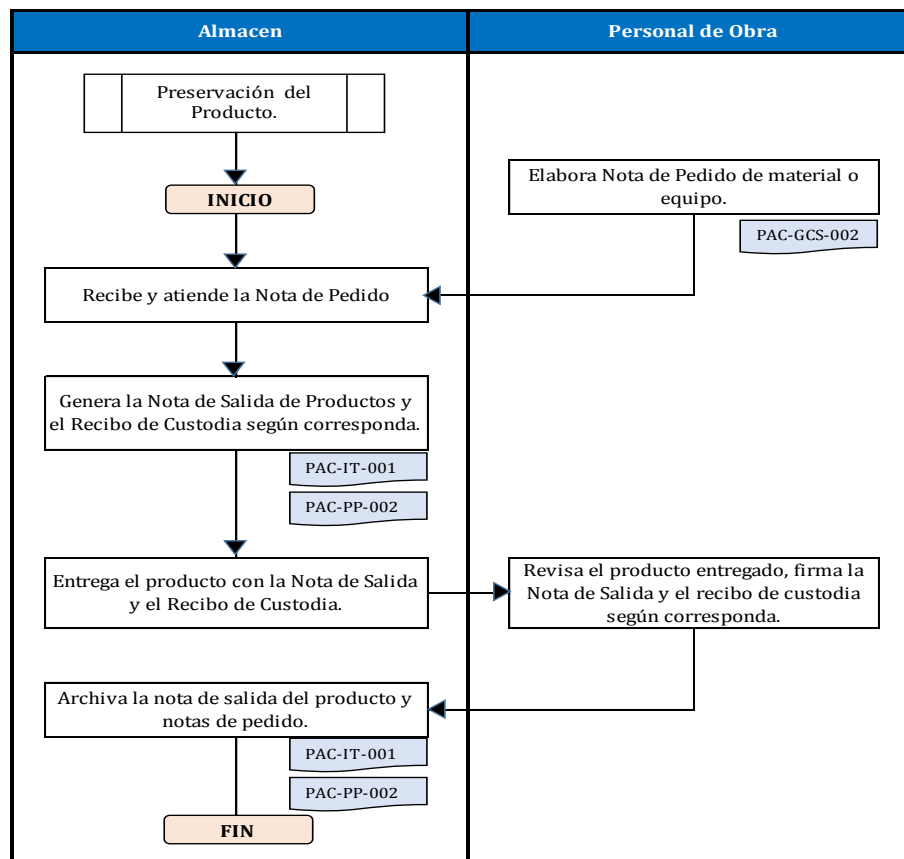 Almacen
Personal de Obra
Preservación del
Producto.
INICIO
Elabora Nota de Pedido de material o
equipo.
PAC-GCS-002
Recibe y atiende la Nota de Pedido
Genera la Nota de Salida de Productos y
el Recibo de Custodia según corresponda.
PAC-IT-001
PAC-PP-002
Entrega el producto con la Nota de Salida
y el Recibo de Custodia.
Revisa el producto entregado, firma la
Nota de Salida y el recibo de custodia
según corresponda.
Archiva la nota de salida del producto y
notas de pedido.
PAC-IT-001
PAC-PP-002
FIN